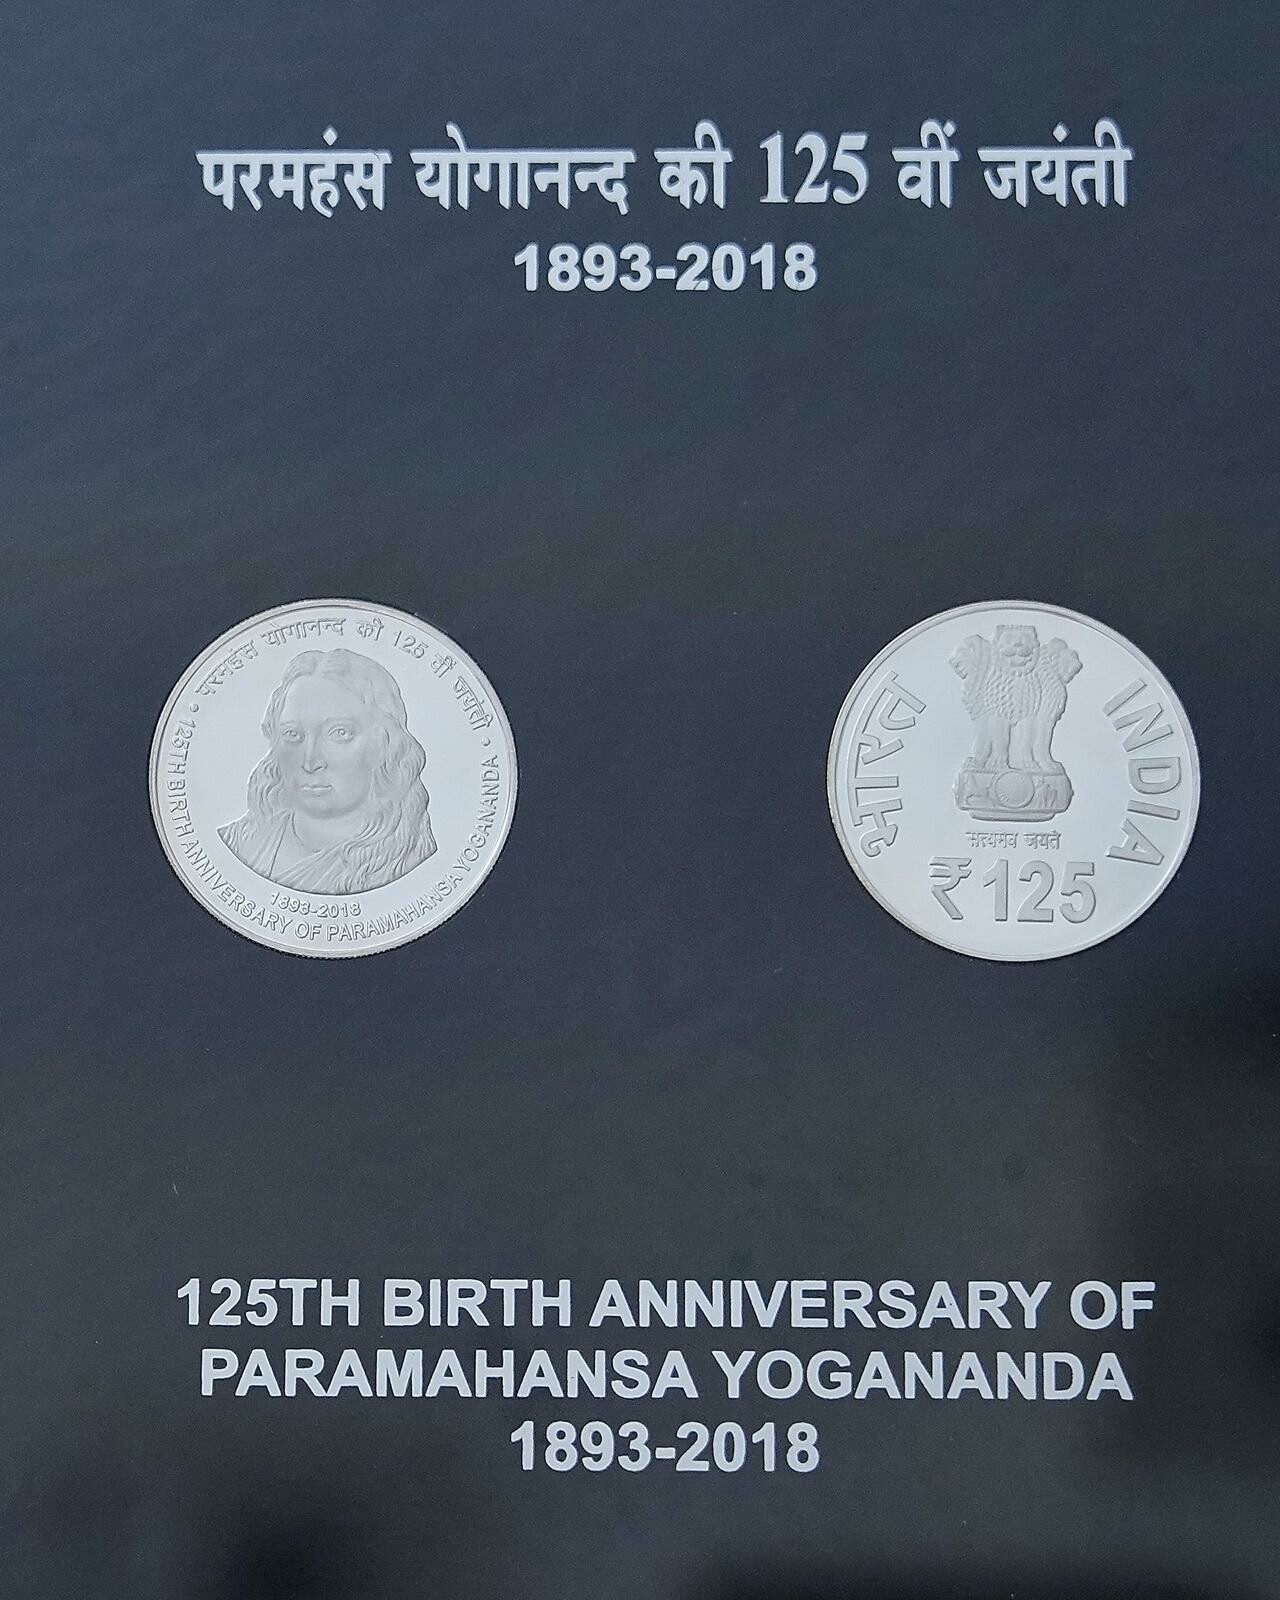 परमहंस योगानन्द की 125 वीं जयंती
1893-2018
परमहंस योगानन्द की 125 वीं जयंती
125TH BIRTH ANNIVERSARY OF PARAMAHANSA YOGANANDA
1893-2018
भारत
INDIA
सत्यमेव जयते
₹ 125
125TH BIRTH ANNIVERSARY OF
PARAMAHANSA YOGANANDA
1893-2018